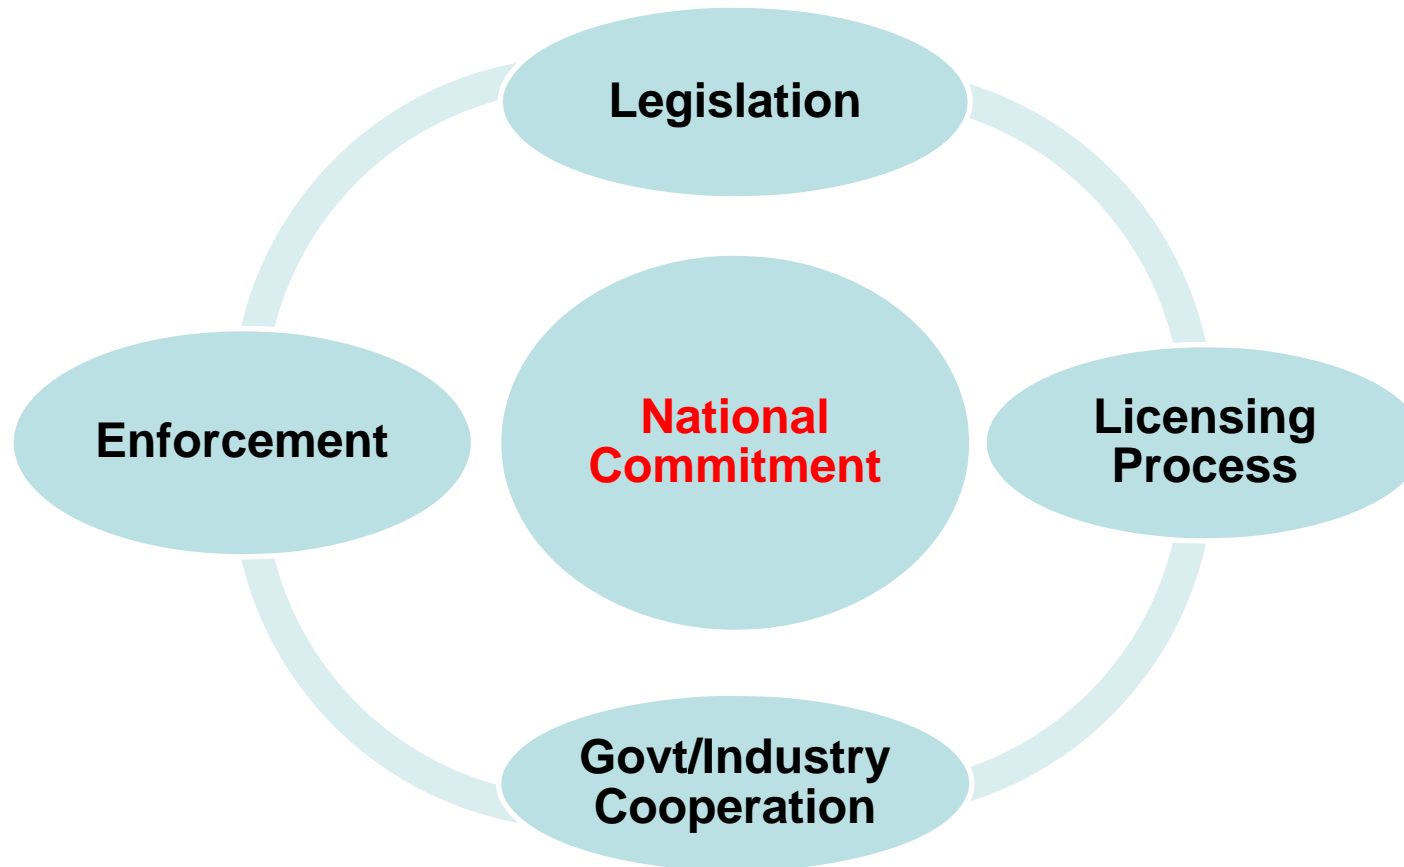 Legislation
Enforcement
National
Commitment
Licensing
Process
Govt/Industry
Cooperation